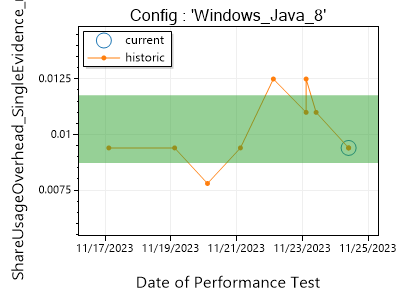 Config : 'Windows_Java_8'
current
historic
ShareUsageOverhead_SingleEvidence_
0.0125
0.01
0.0075
11/17/2023 11/19/2023 11/21/2023 11/23/2023 11/25/2023
Date of Performance Test